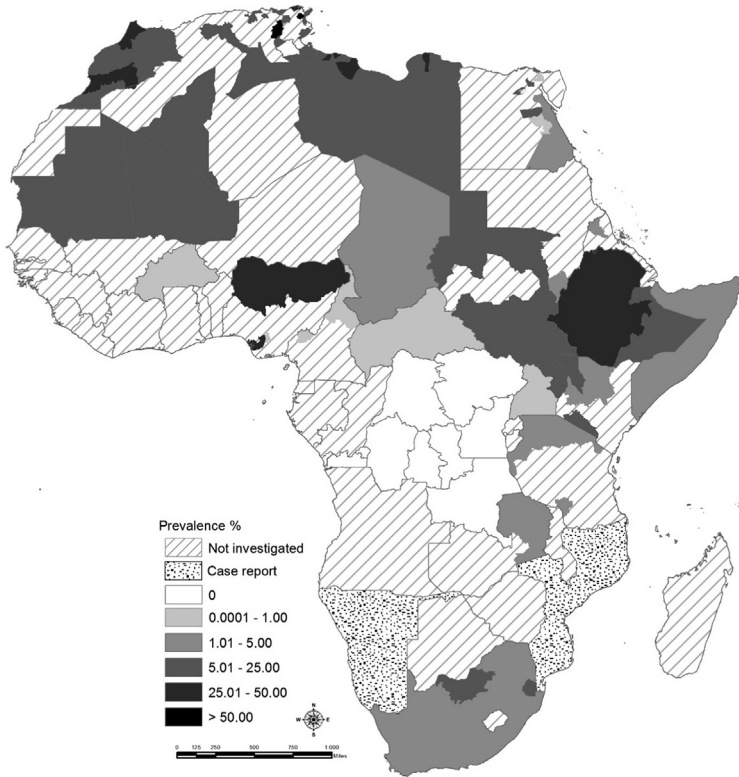 Prevalence %
Not investigated
Case report
0
0.0001 - 1.00
1.01 - 5.00
5.01 - 25.00
25.01 - 50.00
> 50.00
N
W E
S
0 125 250 500 750 1 000
Miles